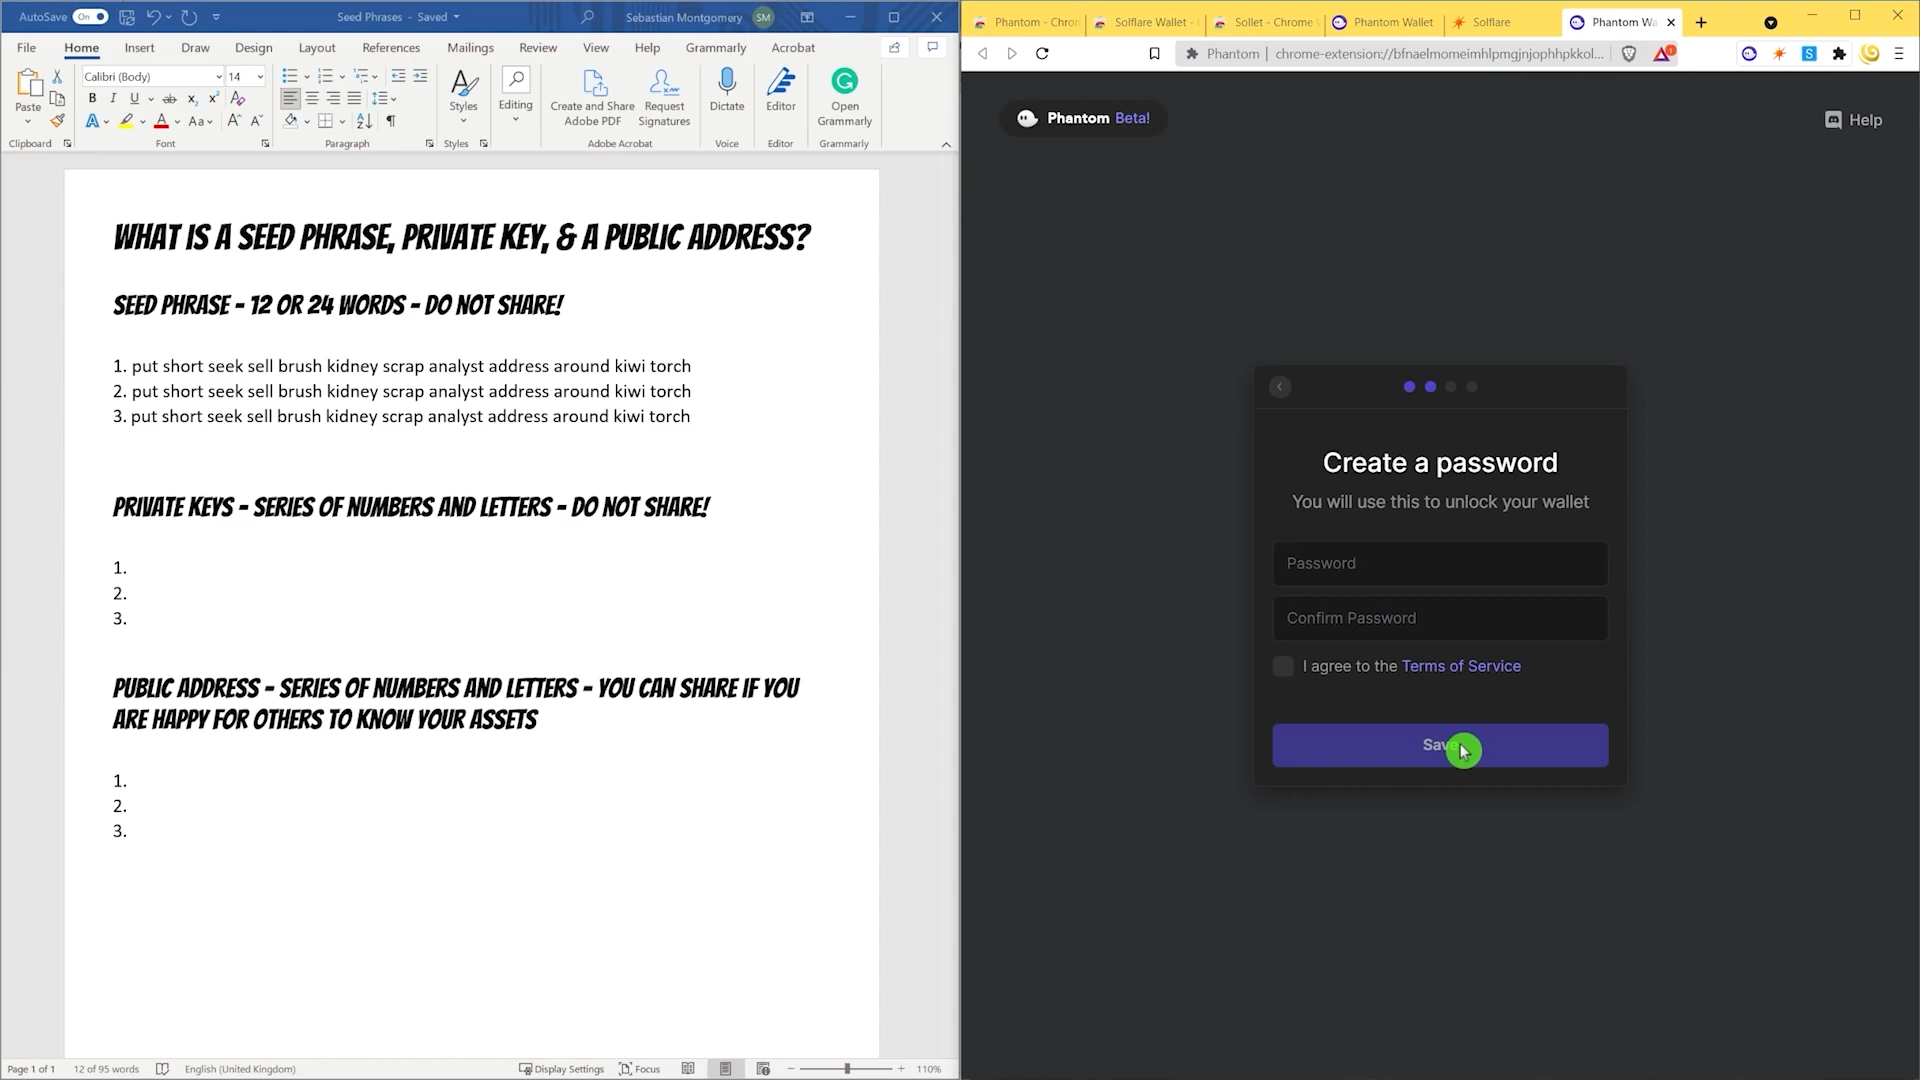 AutoSave On
Seed Phrases - Saved
Sebastian Montgomery SM
File Home Insert Draw Design Layout References Mailings Review View Help Grammarly Acrobat
Paste
Calibri (Body) 14
Styles
Editing
Create and Share Adobe PDF
Request Signatures
Dictate
Editor
Open Grammarly
Clipboard Font Paragraph Styles Adobe Acrobat Voice Editor Grammarly
WHAT IS A SEED PHRASE, PRIVATE KEY, & A PUBLIC ADDRESS?
SEED PHRASE - 12 OR 24 WORDS - DO NOT SHARE!
1. put short seek sell brush kidney scrap analyst address around kiwi torch
2. put short seek sell brush kidney scrap analyst address around kiwi torch
3. put short seek sell brush kidney scrap analyst address around kiwi torch
PRIVATE KEYS - SERIES OF NUMBERS AND LETTERS - DO NOT SHARE!
1.
2.
3.
PUBLIC ADDRESS - SERIES OF NUMBERS AND LETTERS - YOU CAN SHARE IF YOU
ARE HAPPY FOR OTHERS TO KNOW YOUR ASSETS
1.
2.
3.
Page 1 of 1 12 of 95 words English (United Kingdom) Display Settings Focus 110%
Phantom - Chron Solflare Wallet - Sollet - Chrome Phantom Wallet Solflare Phantom Wa
Phantom | chrome-extension://bfnaelmomeimhlpmgjnjophhpkkol...
Phantom Beta!
Help
Create a password
You will use this to unlock your wallet
Password
Confirm Password
I agree to the Terms of Service
Save